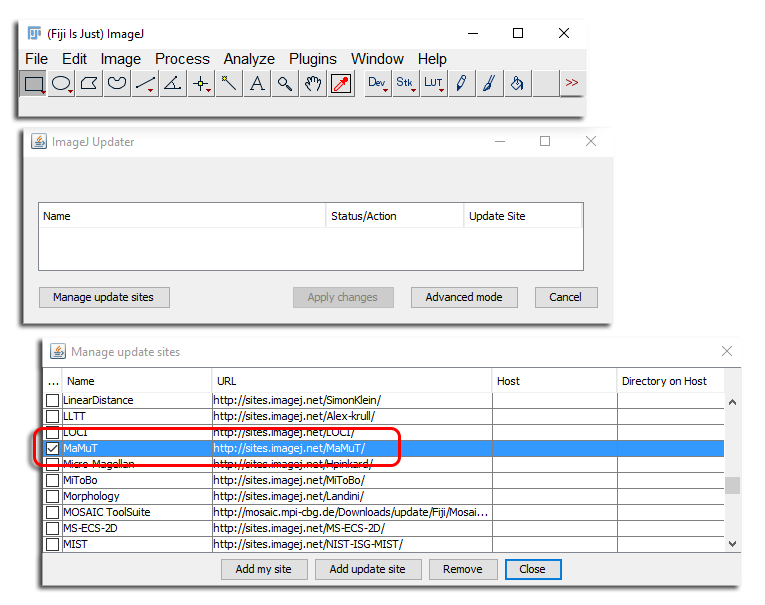 (Fiji Is Just) ImageJ
File Edit Image Process Analyze Plugins Window Help
A Dev Stk LUT >>
ImageJ Updater
Name Status/Action Update Site
Manage update sites Apply changes Advanced mode Cancel
Manage update sites
... Name URL Host Directory on Host
LinearDistance http://sites.imagej.net/SimonKlein/
LLTT http://sites.imagej.net/Alex-krull/
LOCI http://sites.imagej.net/LOCI/
MaMuT http://sites.imagej.net/MaMuT/
Micro-Magellan http://sites.imagej.net/Hpinkard/
MiToBo http://sites.imagej.net/MiToBo/
Morphology http://sites.imagej.net/Landini/
MOSAIC ToolSuite http://mosaic.mpi-cbg.de/Downloads/update/Fiji/Mosai...
MS-ECS-2D http://sites.imagej.net/MS-ECS-2D/
MIST http://sites.imagej.net/NIST-ISG-MIST/
Add my site Add update site Remove Close